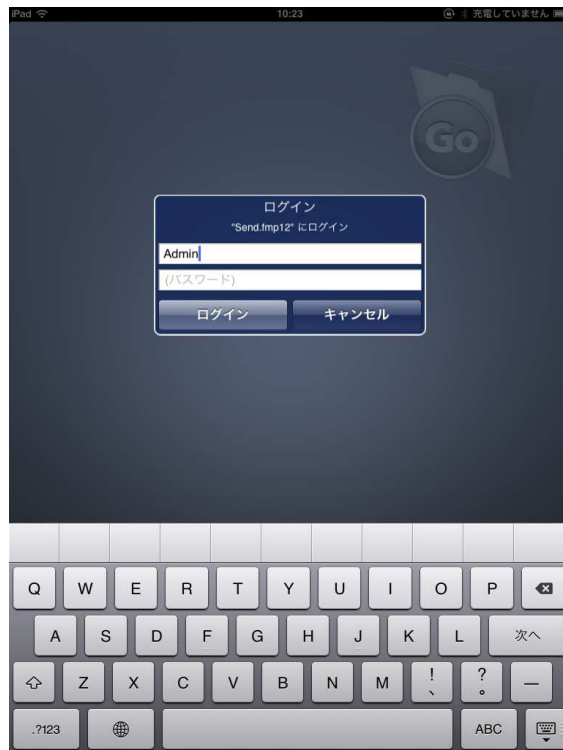 iPad 10:23 充電していません
Go
ログイン
"Send.fmp12" にログイン
Admin
(パスワード)
ログイン キャンセル
Q W E R T Y U I O P
A S D F G H J K L 次へ
Z X C V B N M ! 、 ? 。 —
.?123 ABC